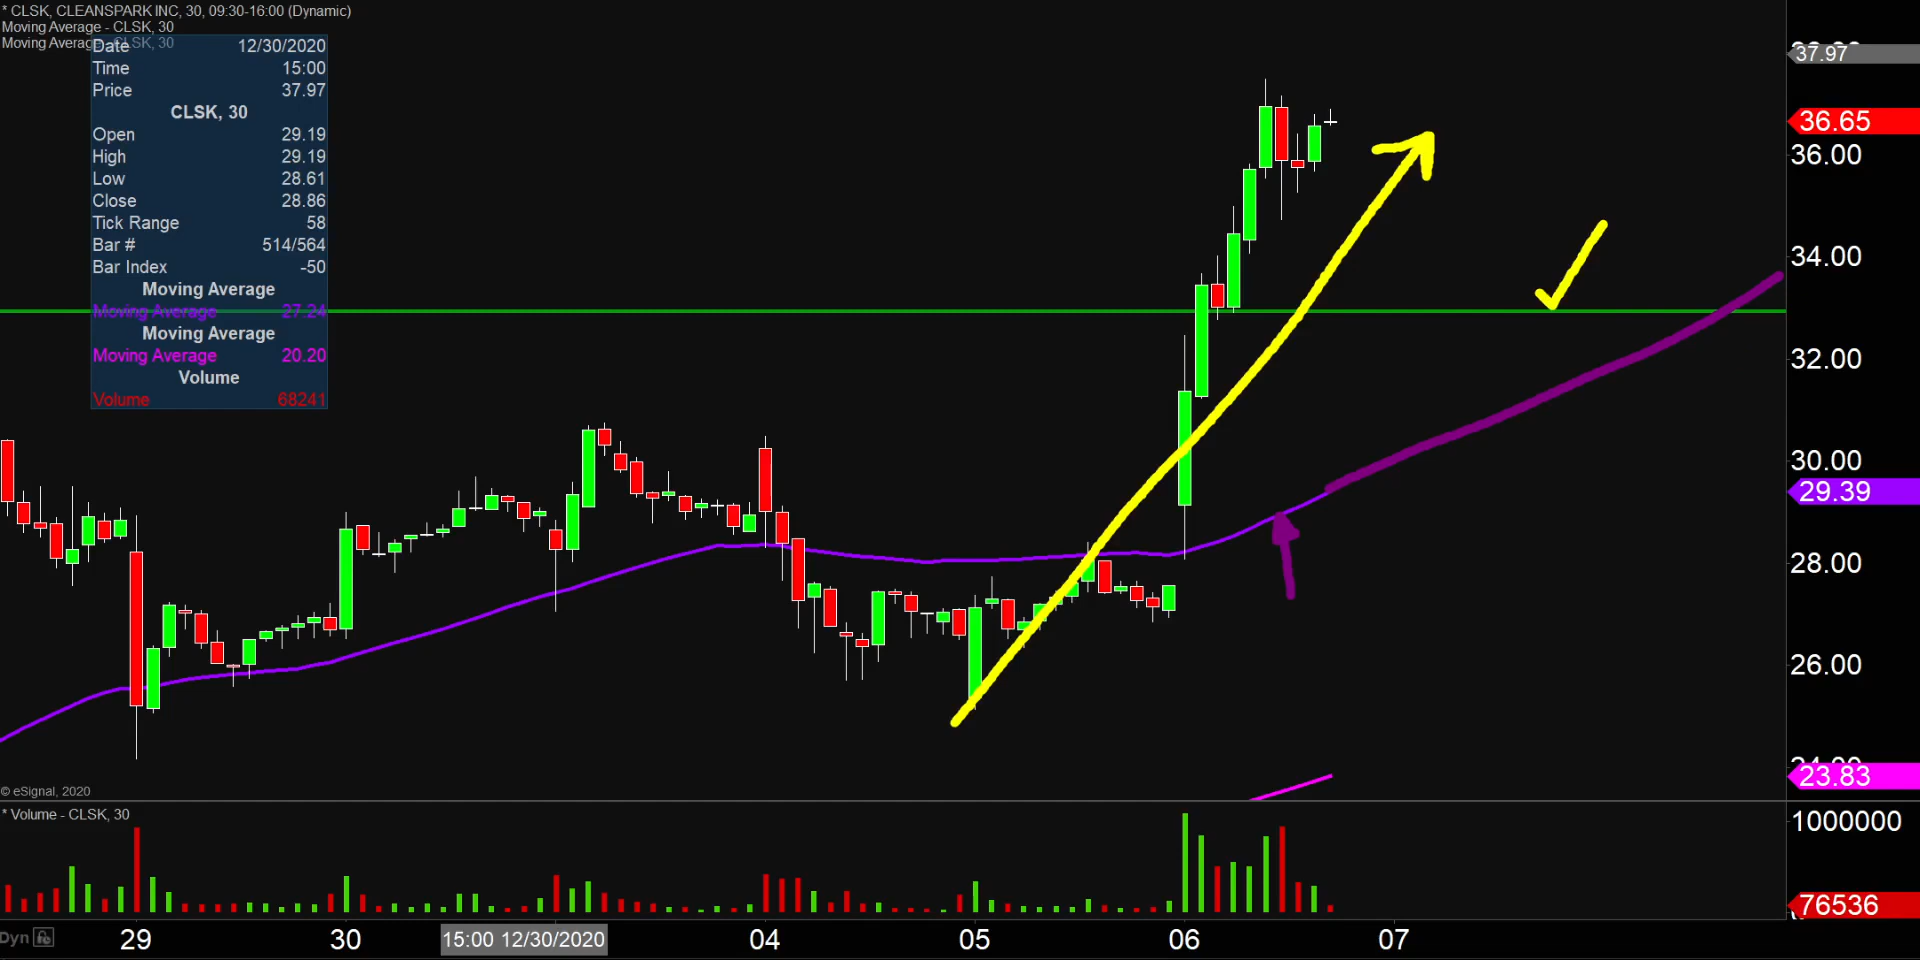 * CLSK, CLEANSPARK INC, 30, 09:30-16:00 (Dynamic)
Moving Average - CLSK, 30
Moving Average - CLSK, 30
Date 12/30/2020
Time 15:00
Price 37.97
CLSK, 30
Open 29.19
High 29.19
Low 28.61
Close 28.86
Tick Range 58
Bar # 514/564
Bar Index -50
Moving Average
Moving Average 27.24
Moving Average
Moving Average 20.20
Volume
Volume 68241
37.97
36.65
36.00
34.00
32.00
30.00
29.39
28.00
26.00
23.83
© eSignal, 2020
* Volume - CLSK, 30
1000000
76536
Dyn
29 30 15:00 12/30/2020 04 05 06 07